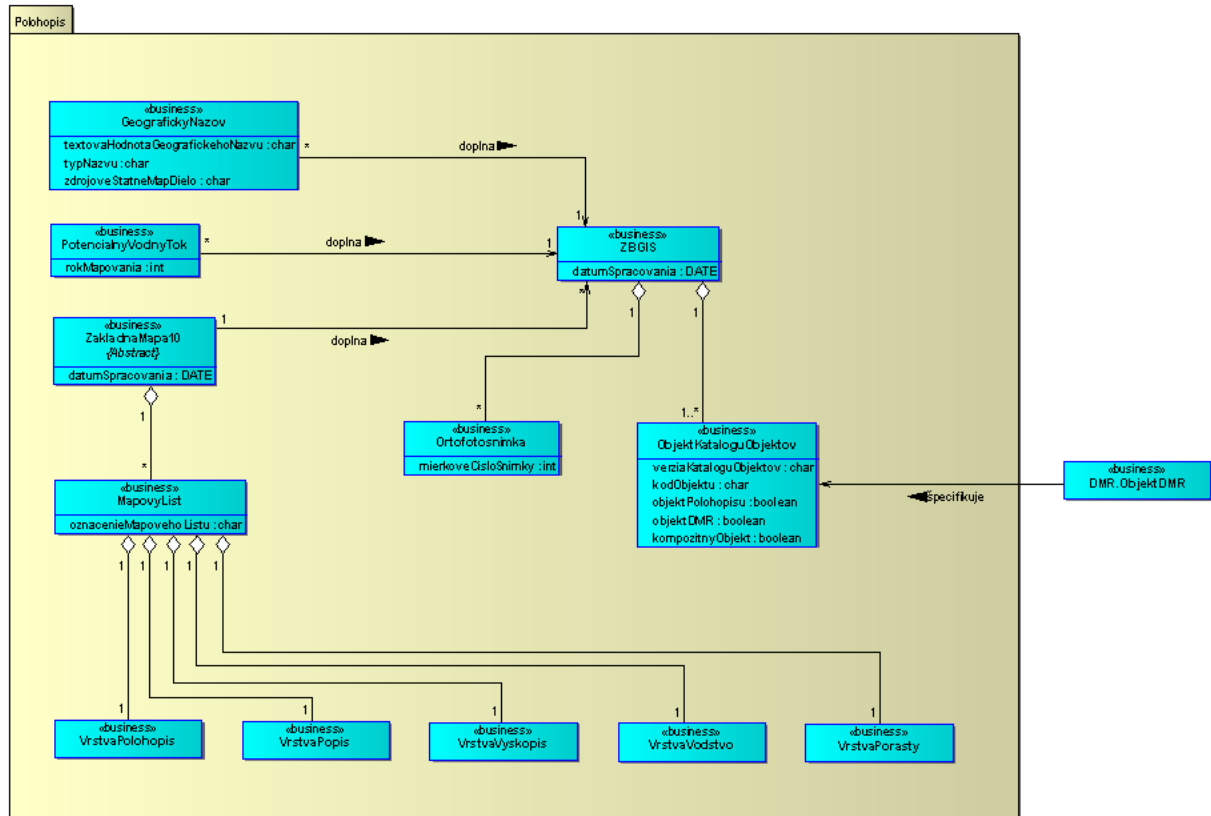 Polohopis
«business»
GeografickyNazov
textovaHodnotaGeografickehoNazvu : char
typNazvu : char
zdrojoveStatneMapDielo : char
*
doplna
1
«business»
PotencialnyVodnyTok
rokMapovania : int
*
doplna
1
«business»
ZBGIS
datumSpracovania : DATE
«business»
ZakladnaMapa10
{Abstract}
datumSpracovania : DATE
1
doplna
*
1
1
1
*
1..*
«business»
Ortofotosnimka
mierkoveCisloSnimky : int
«business»
ObjektKataloguObjektov
verziaKataloguObjektov : char
kodObjektu : char
objektPolohopisu : boolean
objektDMR : boolean
kompozitnyObjekt : boolean
specifikuje
«business»
DMR.ObjektDMR
*
«business»
MapovyList
oznacenieMapovehoListu : char
1
1
1
1
1
1
1
1
1
1
«business»
VrstvaPolohopis
«business»
VrstvaPopis
«business»
VrstvaVyskopis
«business»
VrstvaVodstvo
«business»
VrstvaPorasty